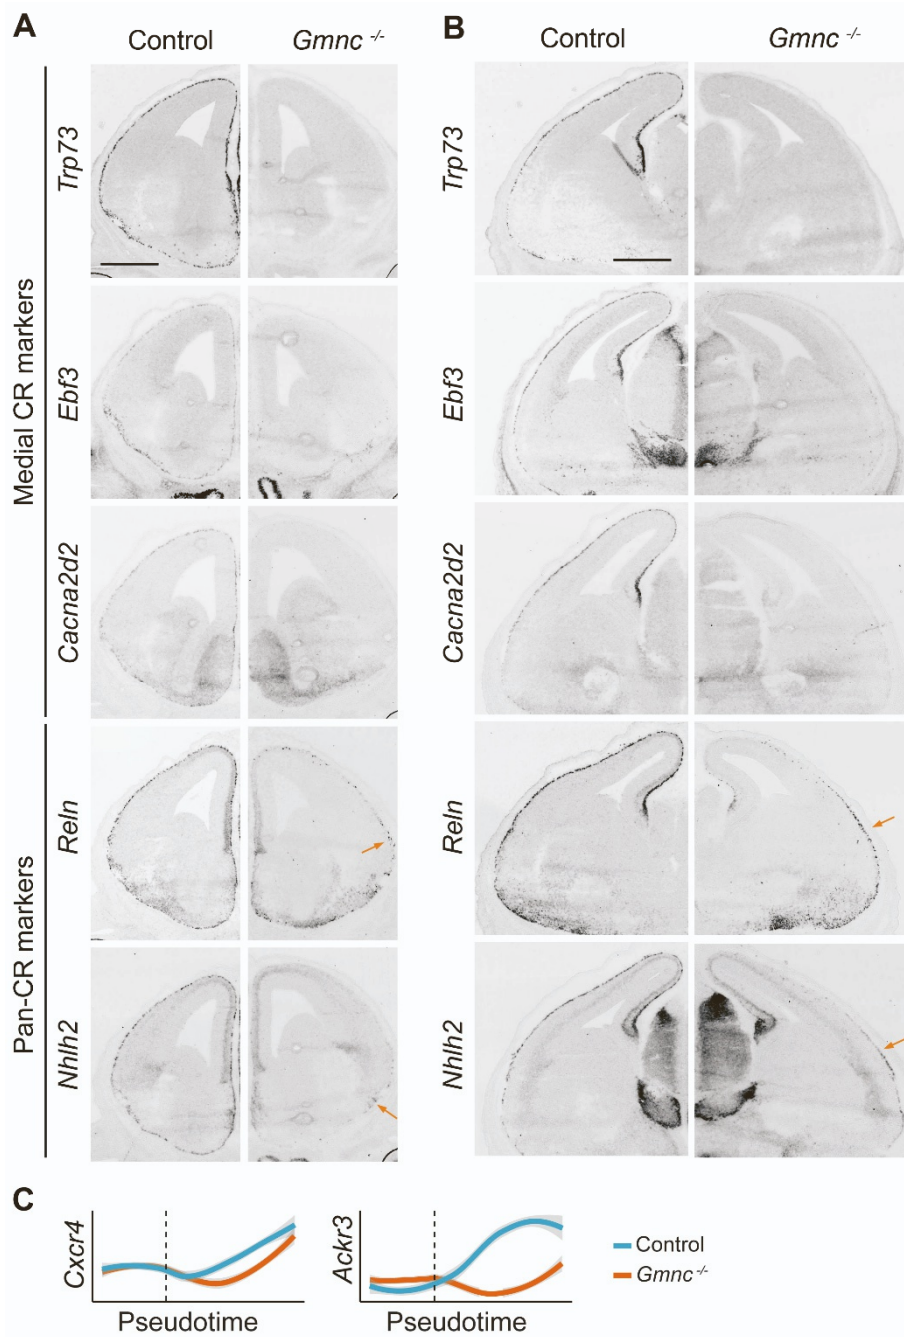 A
Control
Gmnc -/-
B
Control
Gmnc -/-
Medial CR markers
Trp73
Trp73
Ebf3
Ebf3
Cacna2d2
Cacna2d2
Pan-CR markers
Reln
Reln
Nhlh2
Nhlh2
C
Cxcr4
Pseudotime
Ackr3
Pseudotime
Control
Gmnc -/-